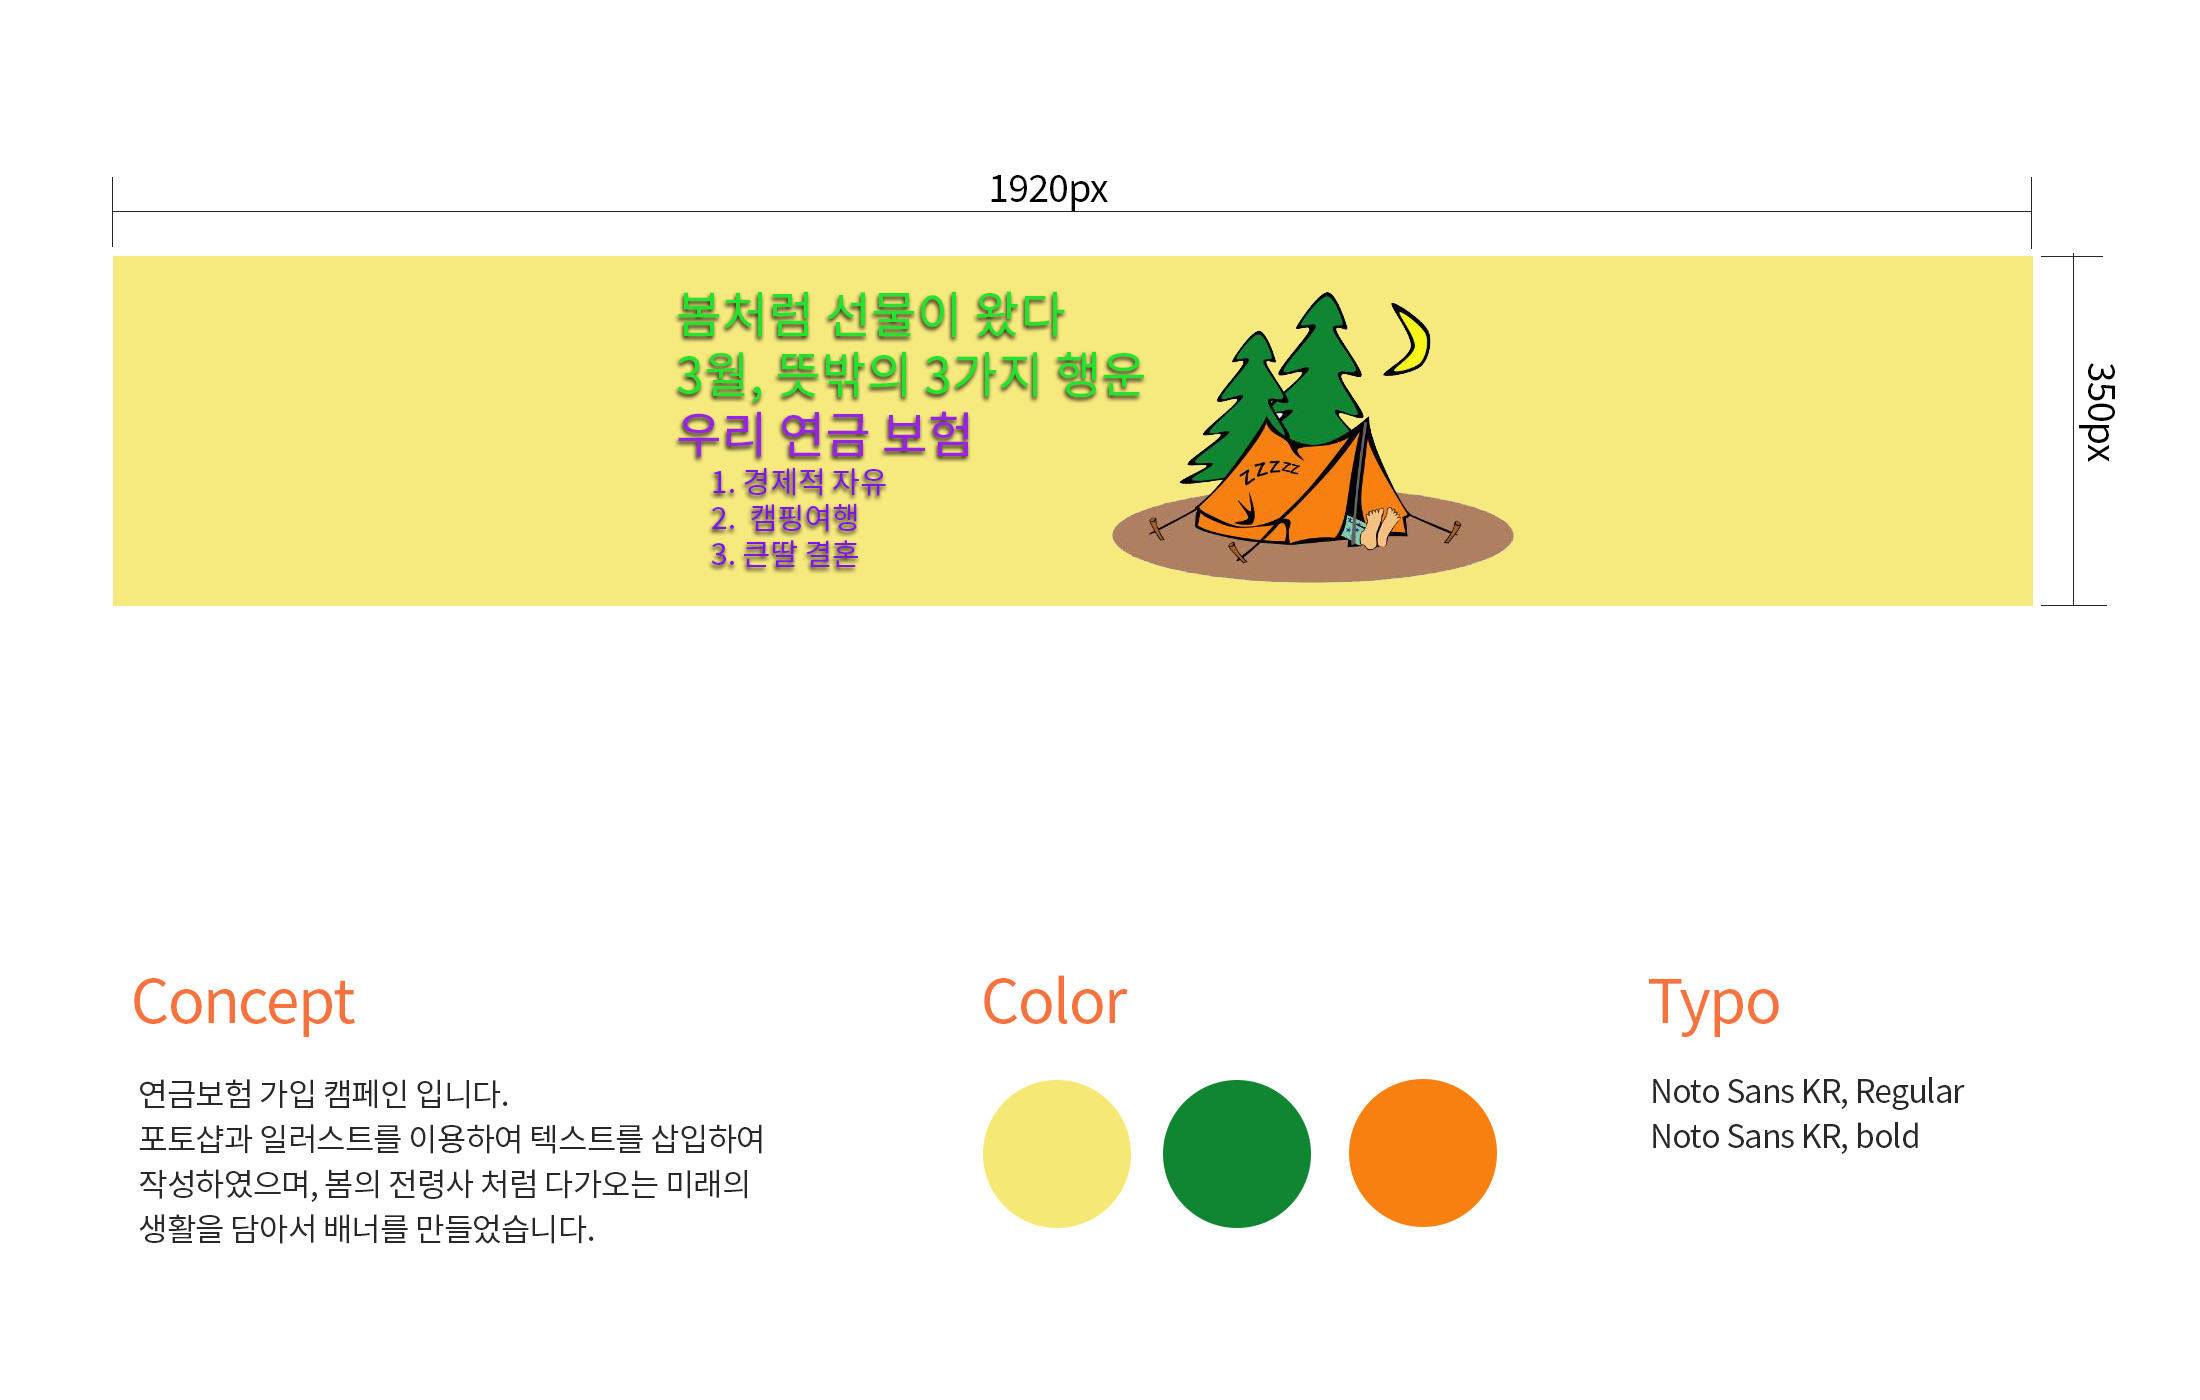 1920px
350px
봄처럼 선물이 왔다
3월, 뜻밖의 3가지 행운
우리 연금 보험
1. 경제적 자유
2. 캠핑여행
3. 큰딸 결혼
zzzzz
Concept
연금보험 가입 캠페인 입니다.
포토샵과 일러스트를 이용하여 텍스트를 삽입하여
작성하였으며, 봄의 전령사 처럼 다가오는 미래의
생활을 담아서 배너를 만들었습니다.
Color
Typo
Noto Sans KR, Regular
Noto Sans KR, bold